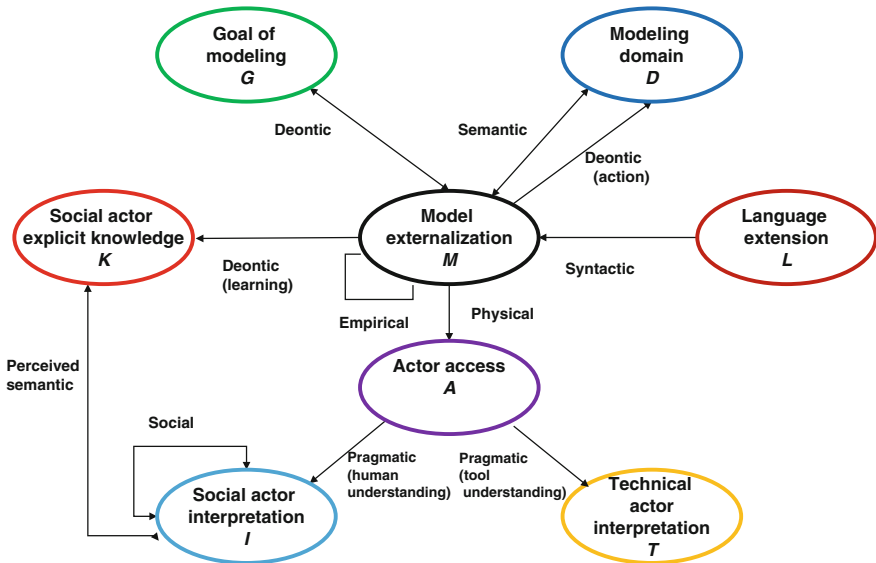 Goal of
modeling
G
Modeling
domain
D
Deontic
Semantic
Deontic
(action)
Social actor
explicit knowledge
K
Model
externalization
M
Language
extension
L
Deontic
(learning)
Syntactic
Empirical
Physical
Perceived
semantic
Actor access
A
Social
Pragmatic
(human
understanding)
Pragmatic
(tool
understanding)
Social actor
interpretation
I
Technical
actor
interpretation
T